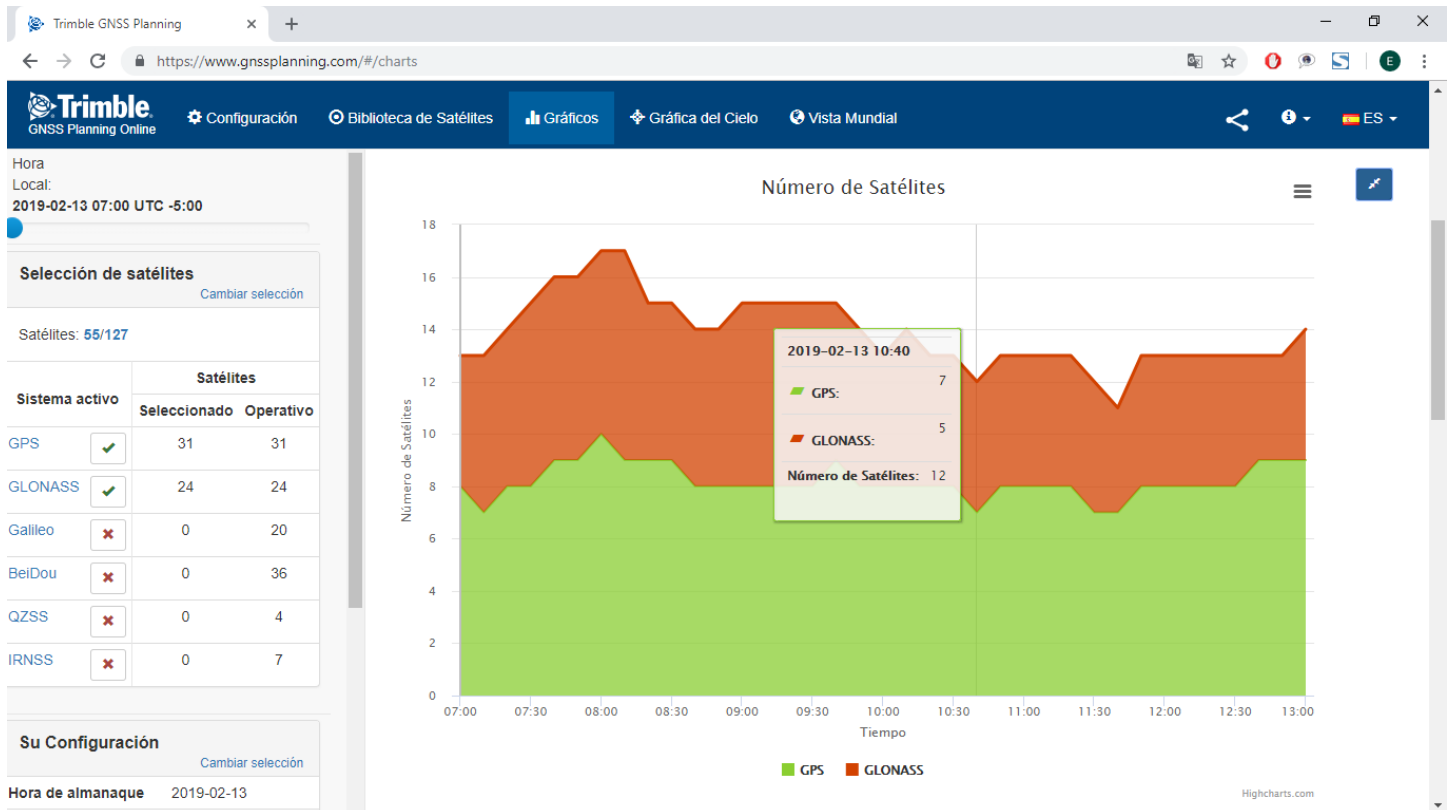 Trimble GNSS Planning
https://www.gnssplanning.com/#/charts
E
Trimble.
GNSS Planning Online
Configuración
Biblioteca de Satélites
Gráficos
Gráfica del Cielo
Vista Mundial
ES
Hora
Local:
2019-02-13 07:00 UTC -5:00
Selección de satélites
Cambiar selección
Satélites: 55/127
Sistema activo Satélites
Seleccionado Operativo
GPS 31 31
GLONASS 24 24
Galileo 0 20
BeiDou 0 36
QZSS 0 4
IRNSS 0 7
Su Configuración
Cambiar selección
Hora de almanaque 2019-02-13
Número de Satélites
Número de Satélites
18
16
14
12
10
8
6
4
2
0
2019-02-13 10:40
GPS: 7
GLONASS: 5
Número de Satélites: 12
07:00 07:30 08:00 08:30 09:00 09:30 10:00 10:30 11:00 11:30 12:00 12:30 13:00
Tiempo
GPS GLONASS
Highcharts.com